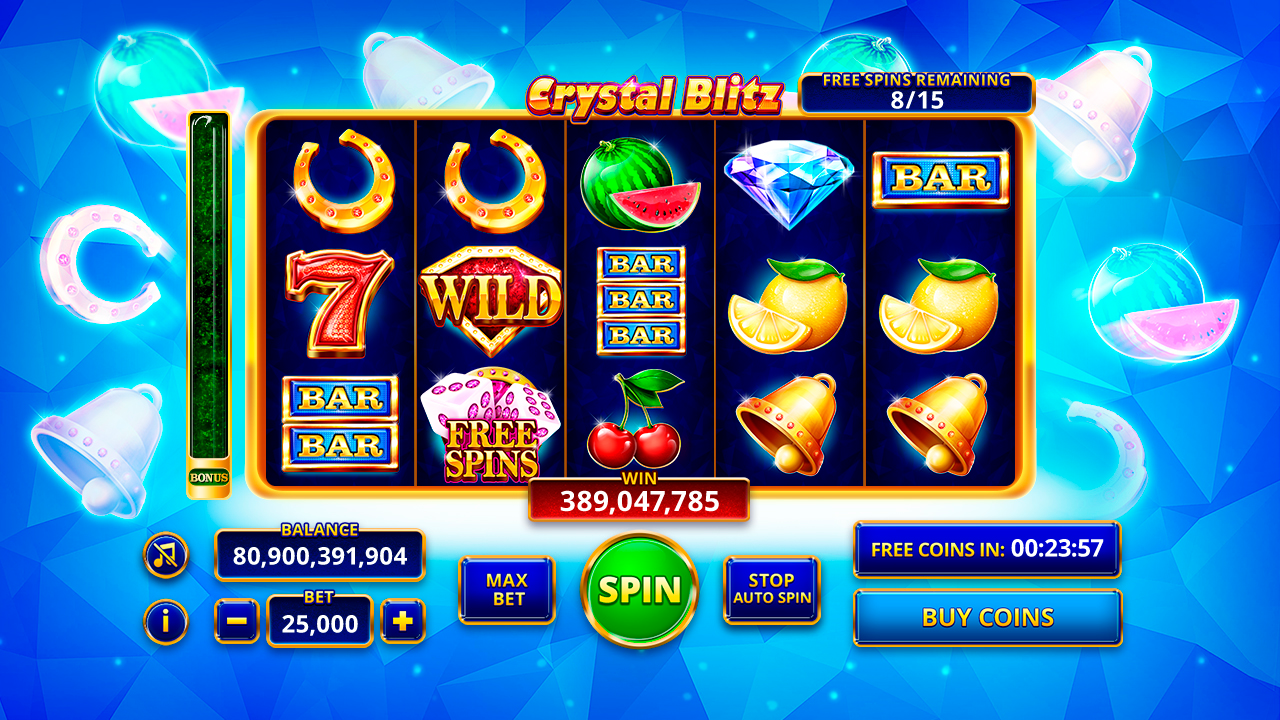 Crystal Blitz
FREE SPINS REMAINING
8/15
BAR
WILD
BAR
BAR
BAR
BAR
BAR
FREE
SPINS
BONUS
WIN
389,047,785
BALANCE
80,900,391,904
BET
25,000
MAX
BET
SPIN
STOP
AUTO SPIN
FREE COINS IN: 00:23:57
BUY COINS